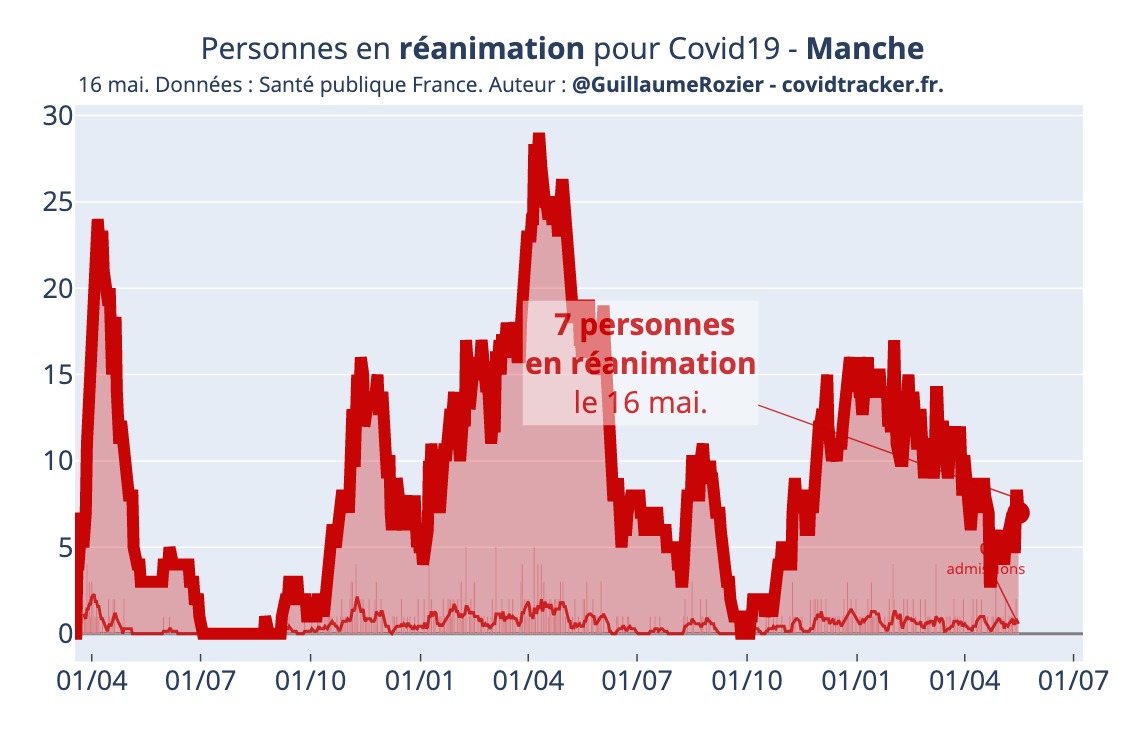 Personnes en réanimation pour Covid19 - Manche
16 mai. Données : Santé publique France. Auteur : @GuillaumeRozier - covidtracker.fr.
30
25
20
15
10
5
0
7 personnes
en réanimation
le 16 mai.
admissions
01/04 01/07 01/10 01/01 01/04 01/07 01/10 01/01 01/04 01/07